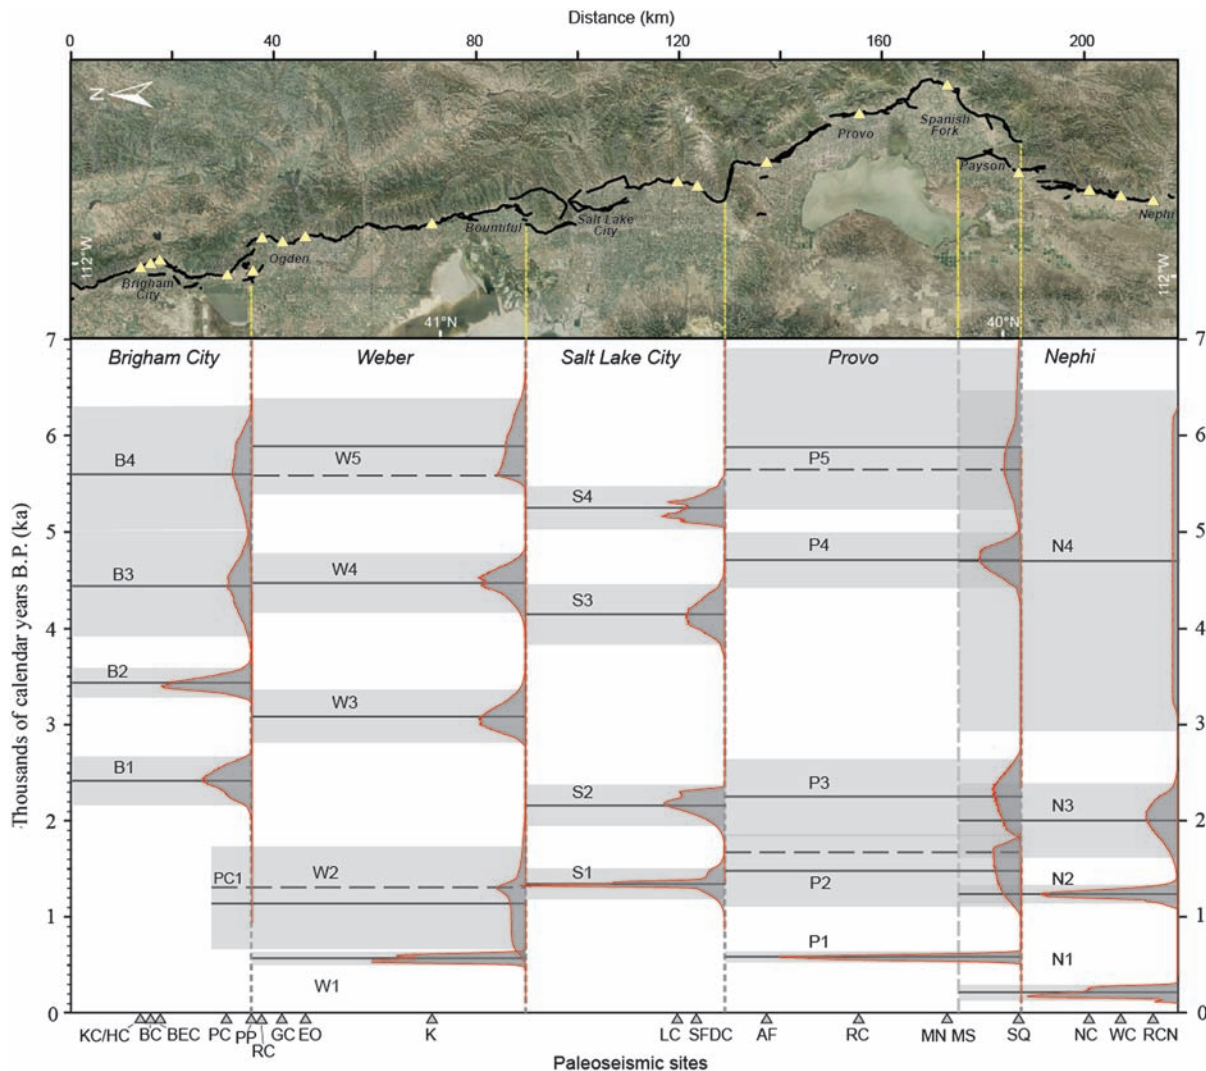 Distance (km)
0 40 80 120 160 200
N
Provo
Spanish
Fork
Payson
Nephi
Salt Lake
City
Bountiful
Ogden
Brigham
City
112°W
112°W
41°N
40°N
7 Brigham City Weber Salt Lake City Provo Nephi 7
6 6
B4 W5 P5
S4
5 5
P4 N4
B3 W4
S3
4 4
B2
W3
3 3
B1
S2 P3 N3
2 2
PC1 W2 S1 P2 N2
1 1
P1 N1
W1
0 0
Thousands of calendar years B.P. (ka)
KC/HC BC BEC PC PP RC GC EO K LC SFDC AF RC MN MS SQ NC WC RCN
Paleoseismic sites